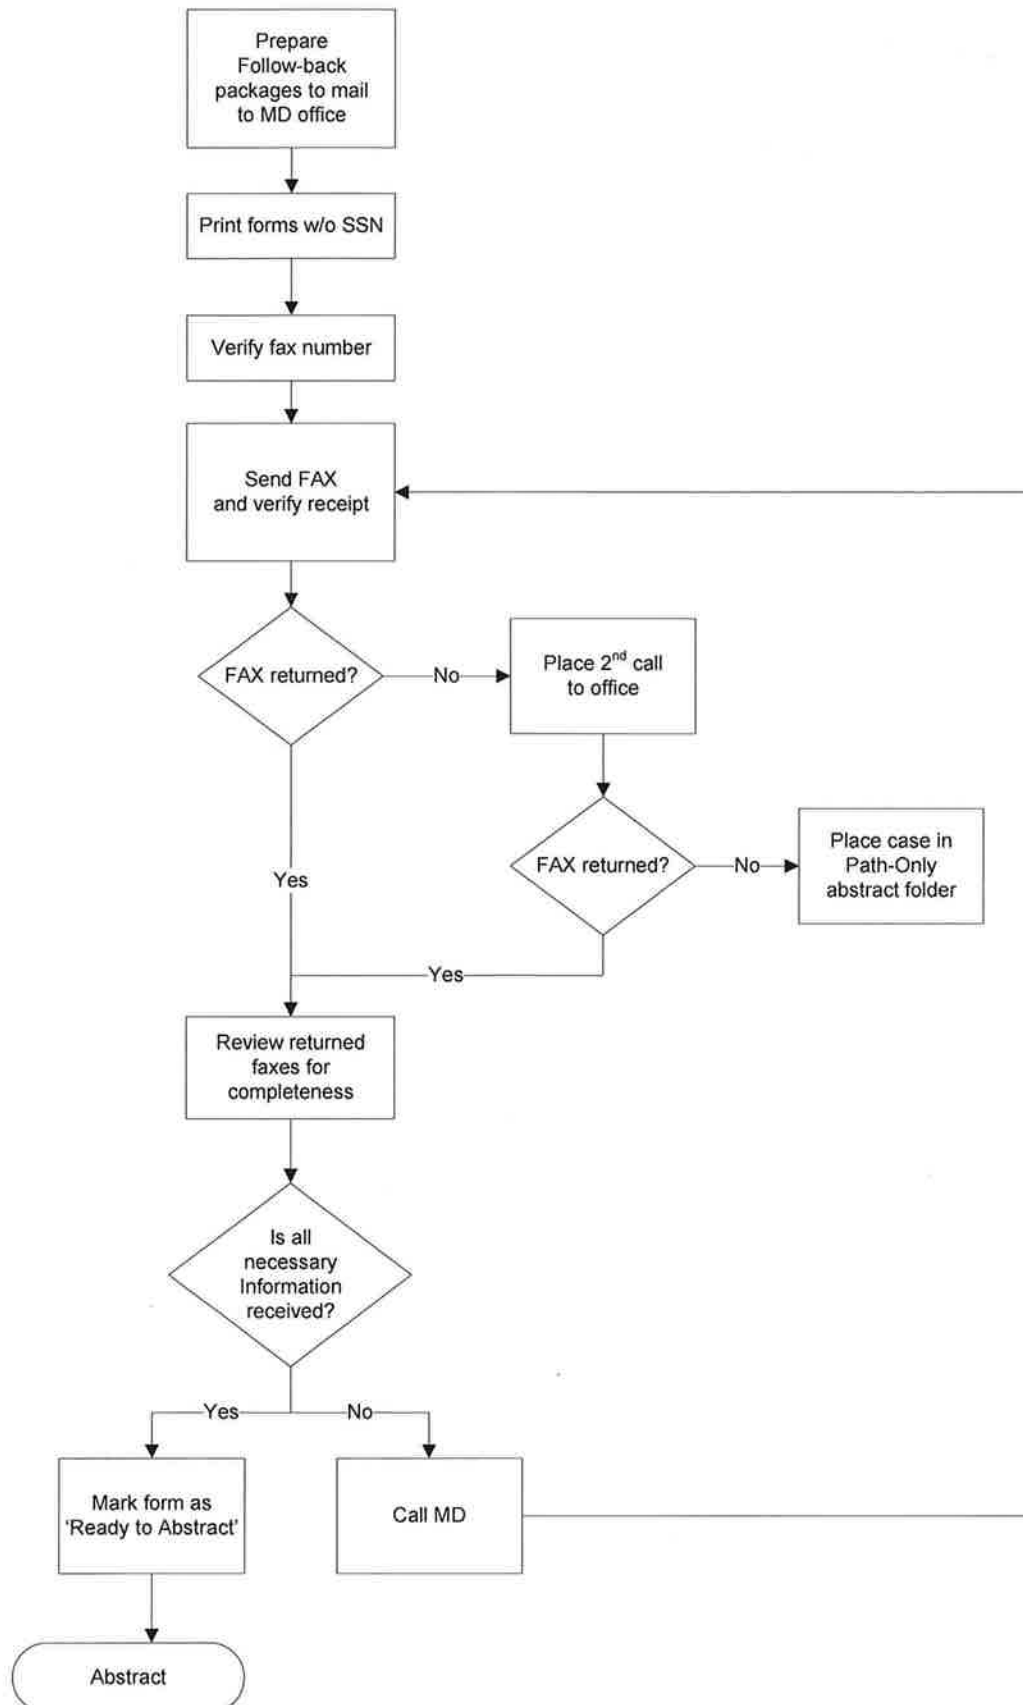 Prepare
Follow-back
packages to mail
to MD office
Print forms w/o SSN
Verify fax number
Send FAX
and verify receipt
FAX returned?
No
Place 2nd call
to office
Yes
FAX returned?
No
Place case in
Path-Only
abstract folder
Yes
Review returned
faxes for
completeness
Is all
necessary
Information
received?
Yes
No
Mark form as
'Ready to Abstract'
Call MD
Abstract